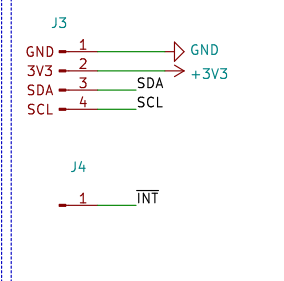 J3
GND 1 GND
3V3 2 +3V3
SDA 3 SDA
SCL 4 SCL
J4
1 INT